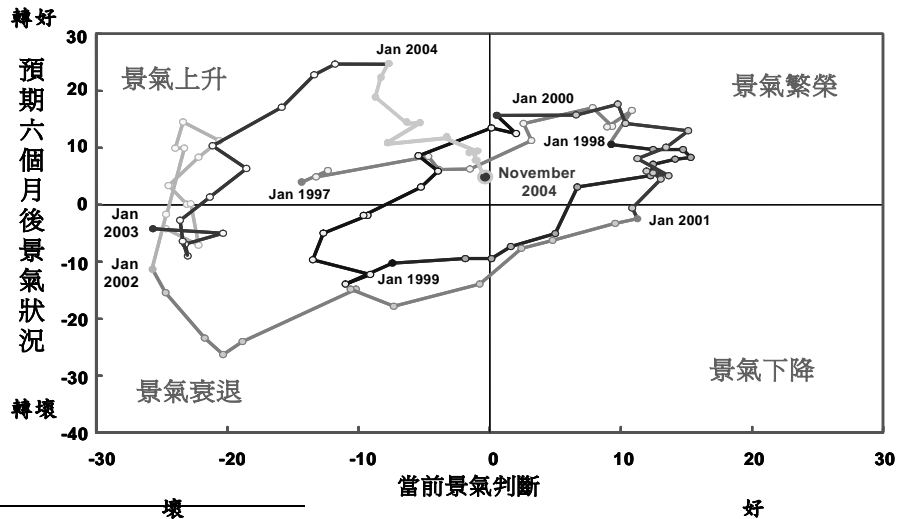 轉好
30
20
10
0
-10
-20
-30
-40
預期六個月後景氣狀況
轉壞
景氣上升
景氣繁榮
景氣衰退
景氣下降
Jan 2004
Jan 2000
Jan 1998
Jan 1997
November
2004
Jan
2003
Jan 2001
Jan
2002
Jan 1999
-30
-20
-10
0
10
20
30
當前景氣判斷
壞
好